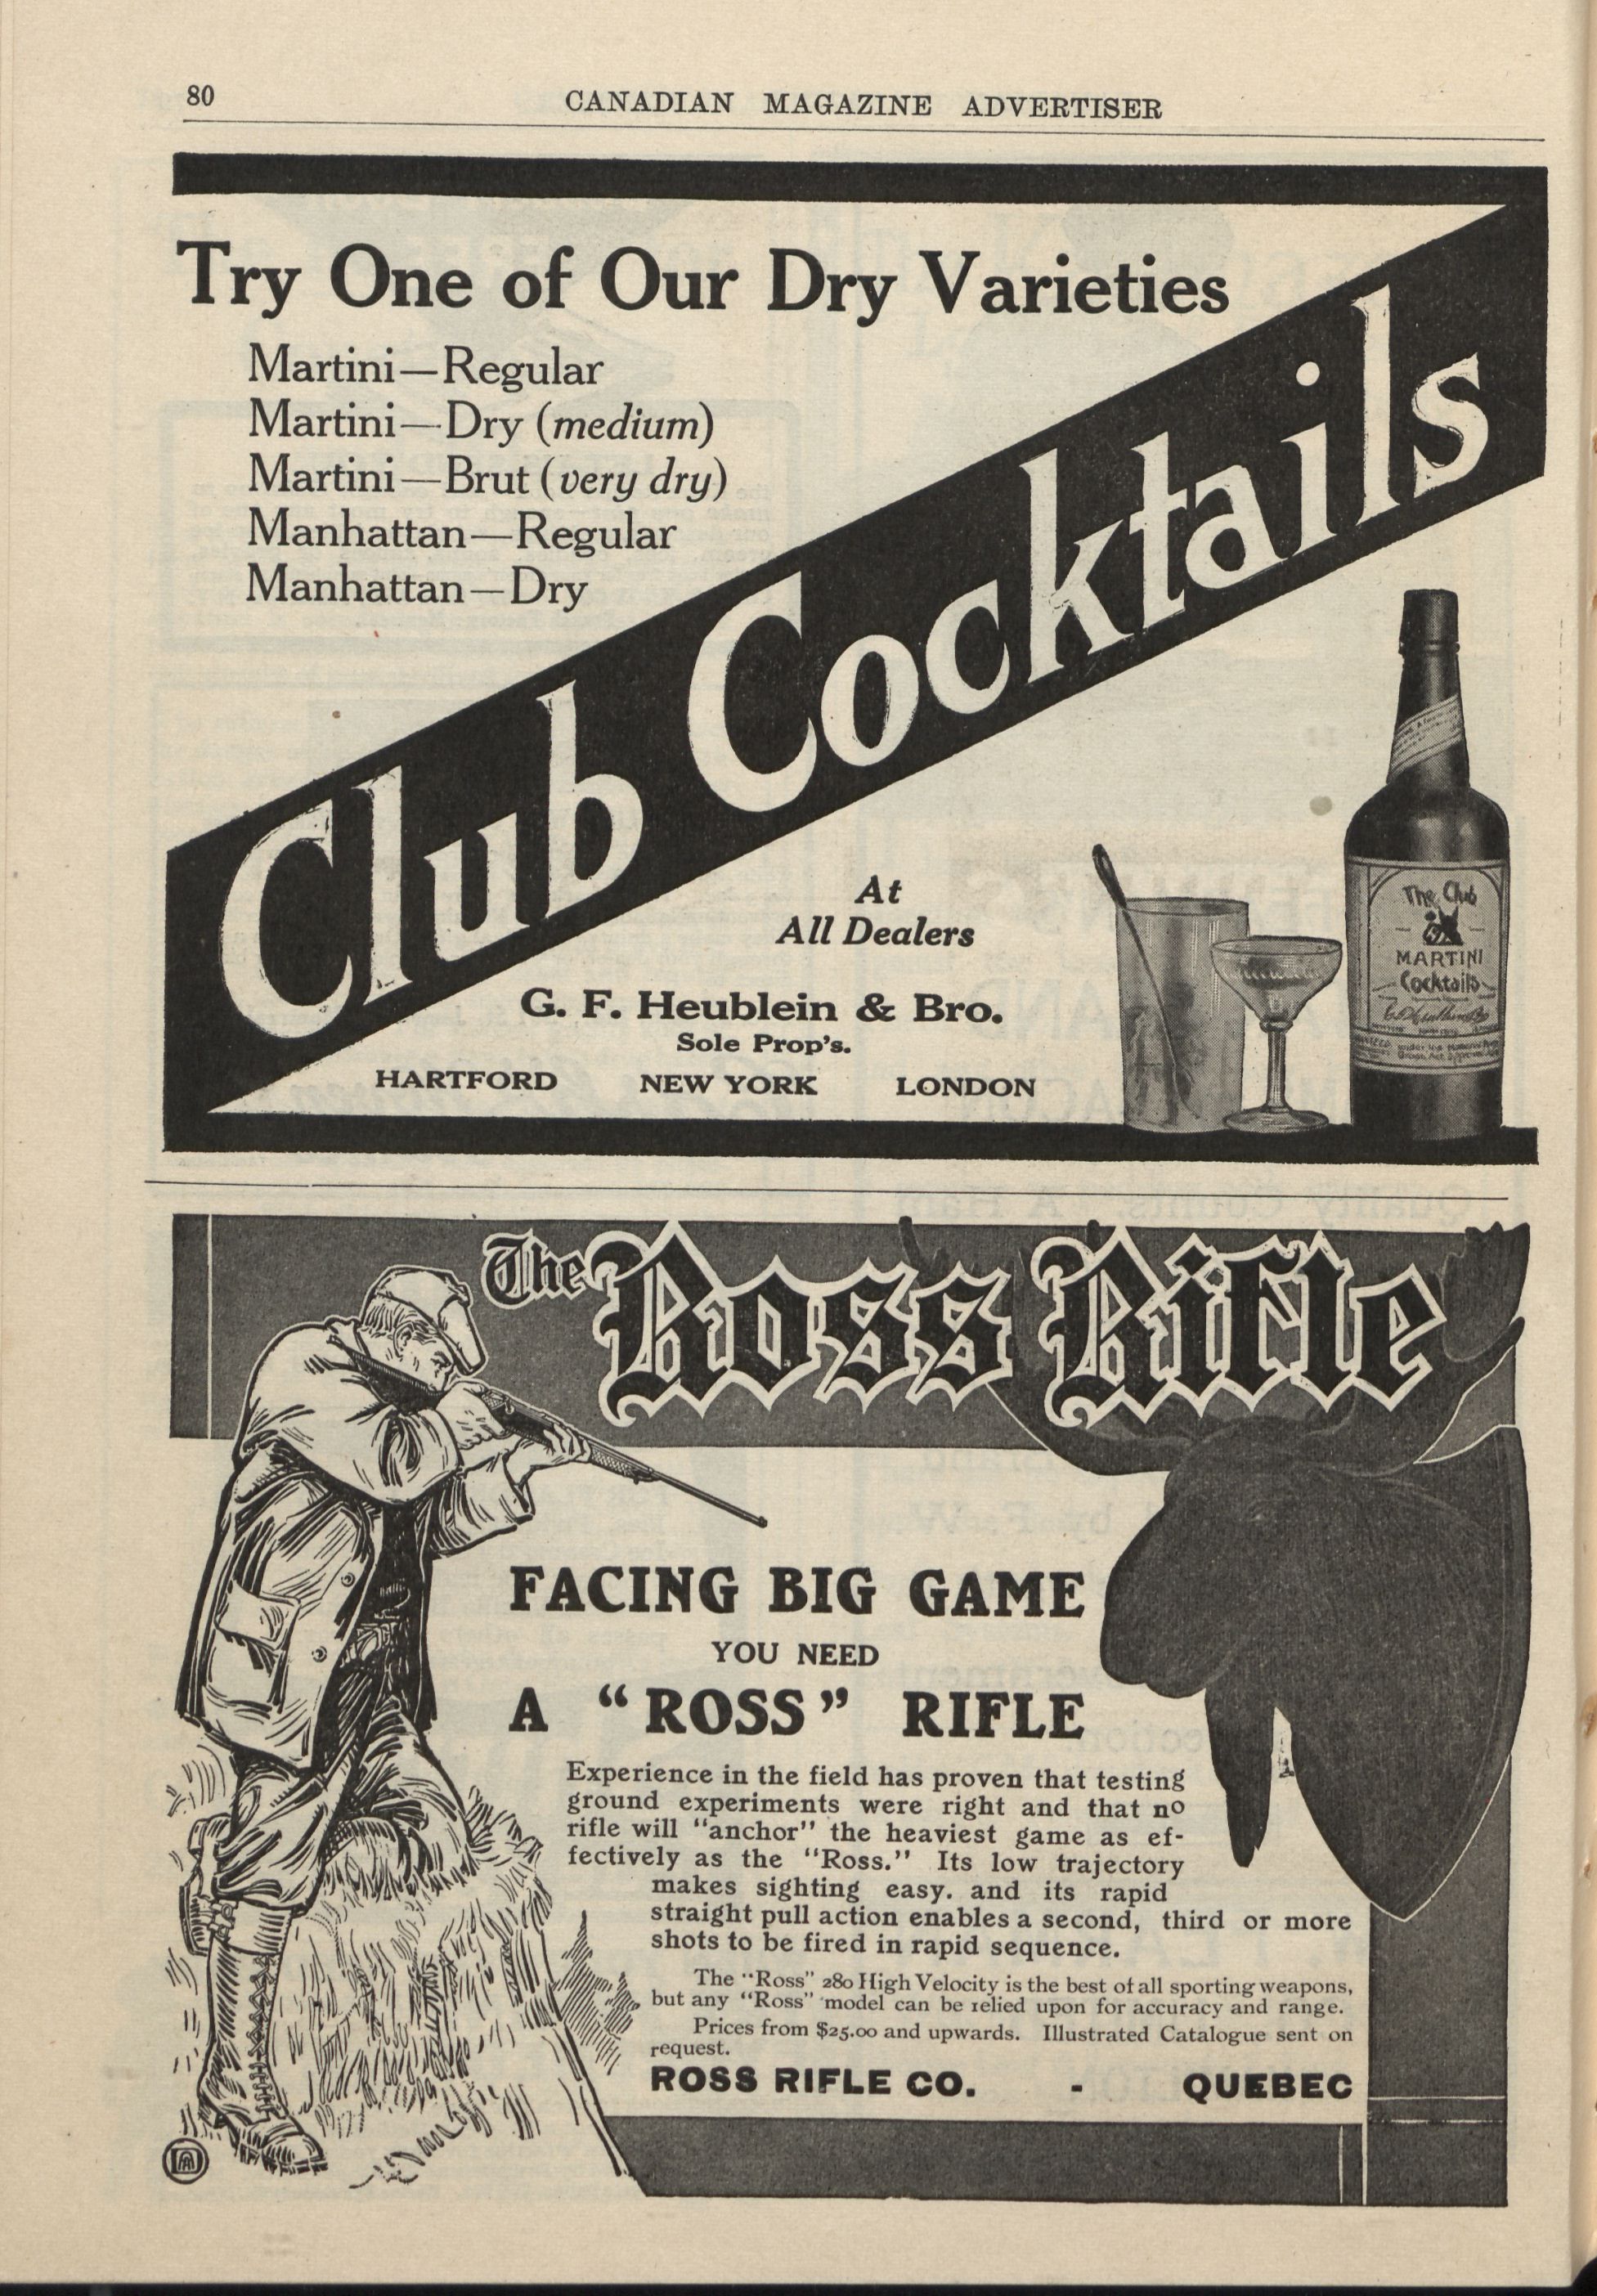 80
CANADIAN MAGAZINE ADVERTISER
Try One of Our Dry Varieties
Martini—Regular
Martini—Dry (medium)
Martini—Brut (very dry)
Manhattan—Regular
Manhattan—Dry
Club Cocktails
At
All Dealers
G. F. Heublein & Bro.
Sole Prop's.
HARTFORD NEW YORK LONDON
The Club
MARTINI
Cocktails
The Ross Rifle
FACING BIG GAME
YOU NEED
A "ROSS" RIFLE
Experience in the field has proven that testing
ground experiments were right and that no
rifle will "anchor" the heaviest game as ef-
fectively as the "Ross." Its low trajectory
makes sighting easy. and its rapid
straight pull action enables a second, third or more
shots to be fired in rapid sequence.
The "Ross" 280 High Velocity is the best of all sporting weapons,
but any "Ross" model can be relied upon for accuracy and range.
Prices from $25.00 and upwards. Illustrated Catalogue sent on
request.
ROSS RIFLE CO. - QUEBEC